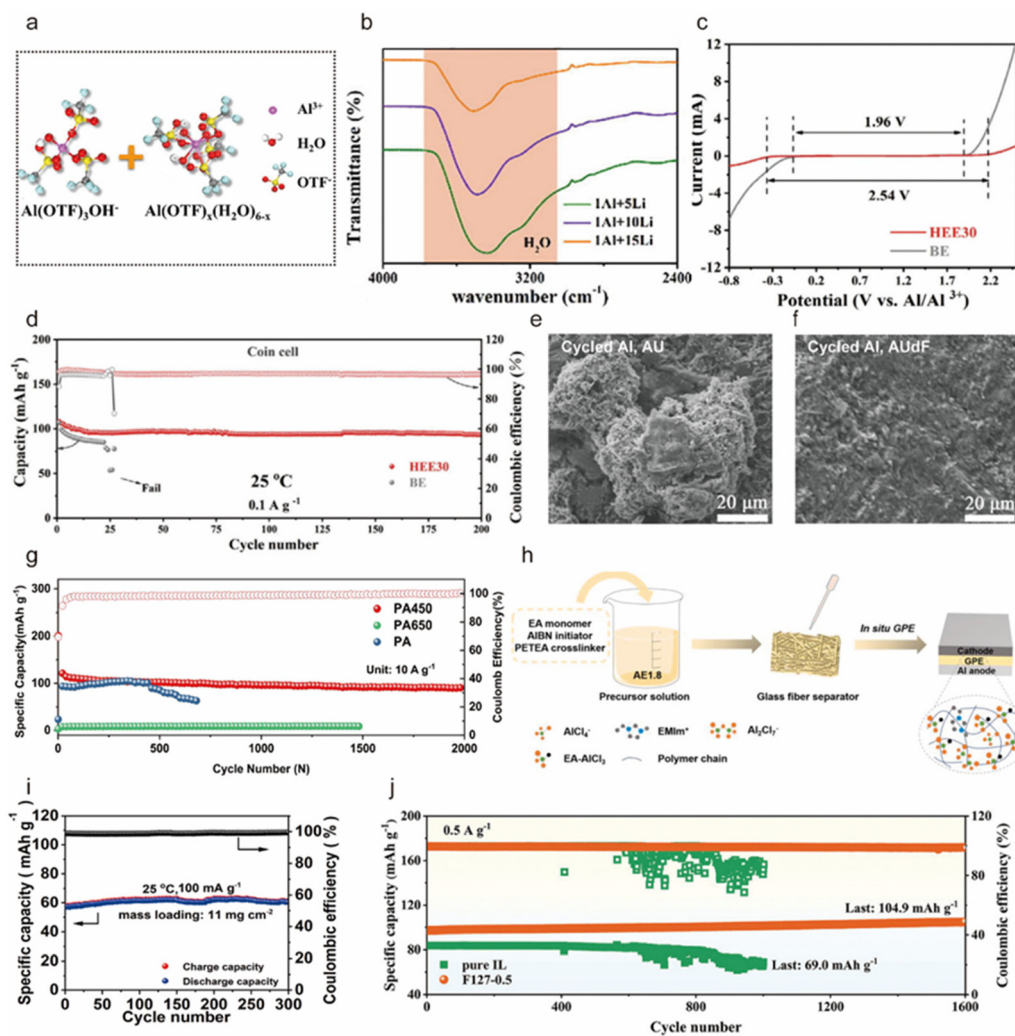 a
Al³⁺
H₂O
OTF⁻
Al(OTF)₃OH⁻
Al(OTF)ₓ(H₂O)₆₋ₓ
b
Transmittance (%)
1Al+5Li
1Al+10Li
1Al+15Li
H₂O
4000 3200 2400
wavenumber (cm⁻¹)
c
Current (mA)
12
8
4
0
-4
-8
-12
1.96 V
2.54 V
HEE30
BE
-0.8 -0.3 0.2 0.7 1.2 1.7 2.2
Potential (V vs. Al/Al ³⁺)
d
Capacity (mAh g⁻¹)
200
150
100
50
0
Coin cell
HEE30
BE
Fail
25 °C
0.1 A g⁻¹
120
100
80
60
40
20
0
Coulombic efficiency (%)
0 25 50 75 100 125 150 175 200
Cycle number
e
Cycled Al, AU
20 μm
f
Cycled Al, AUdF
20 μm
g
Specific Capacity(mAh g⁻¹)
300
200
100
0
PA450
PA650
PA
Unit: 10 A g⁻¹
100
80
60
40
20
0
Coulomb Efficiency(%)
0 500 1000 1500 2000
Cycle Number (N)
h
EA monomer
AIBN initiator
PETEA crosslinker
AE1.8
Precursor solution
Glass fiber separator
In situ GPE
Cathode
GPE
Al anode
AlCl₄⁻
EMIm⁺
Al₂Cl₇⁻
EA-AlCl₃
Polymer chain
i
Specific capacity (mAh g⁻¹)
120
100
80
60
40
20
0
25 °C,100 mA g⁻¹
mass loading: 11 mg cm⁻²
Charge capacity
Discharge capacity
100
80
60
40
20
0
Coulombic efficiency (%)
0 50 100 150 200 250 300
Cycle number
j
Specific capacity (mAh g⁻¹)
200
160
120
80
40
0.5 A g⁻¹
Last: 104.9 mAh g⁻¹
Last: 69.0 mAh g⁻¹
pure IL
F127-0.5
120
90
60
30
0
Coulombic efficiency (%)
0 400 800 1200 1600
Cycle number